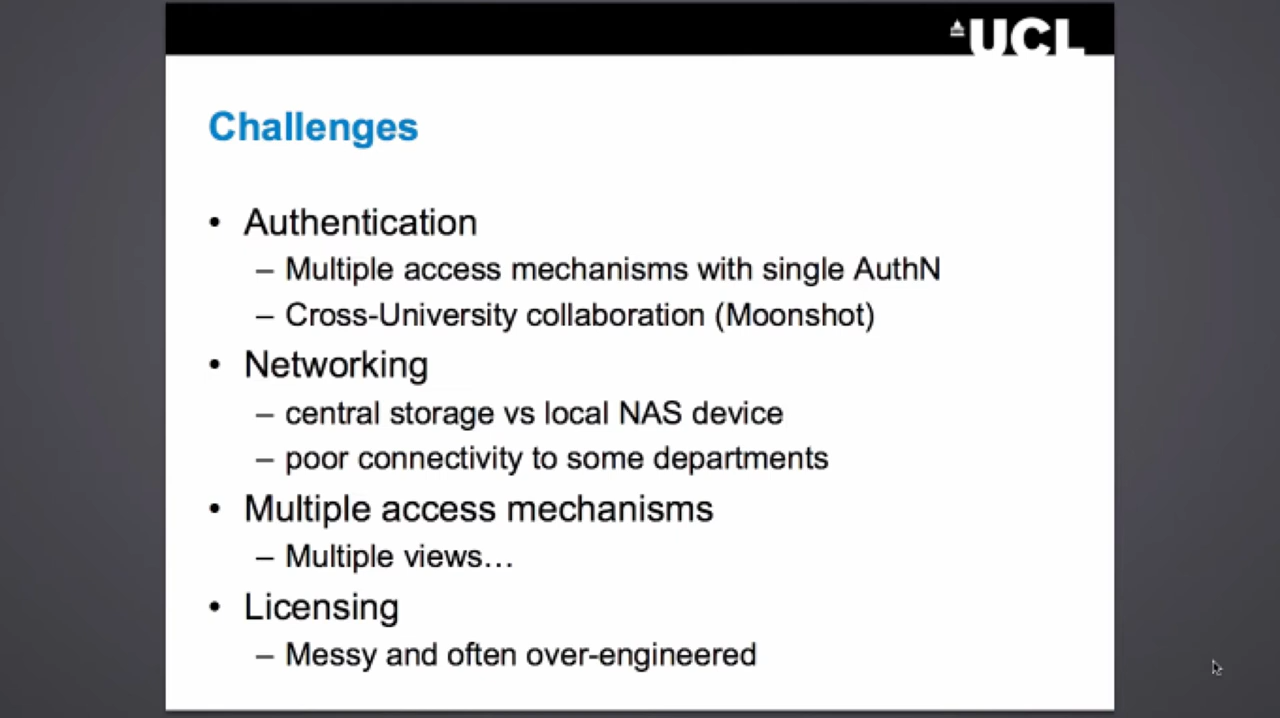 UCL
Challenges
• Authentication
– Multiple access mechanisms with single AuthN
– Cross-University collaboration (Moonshot)
• Networking
– central storage vs local NAS device
– poor connectivity to some departments
• Multiple access mechanisms
– Multiple views…
• Licensing
– Messy and often over-engineered